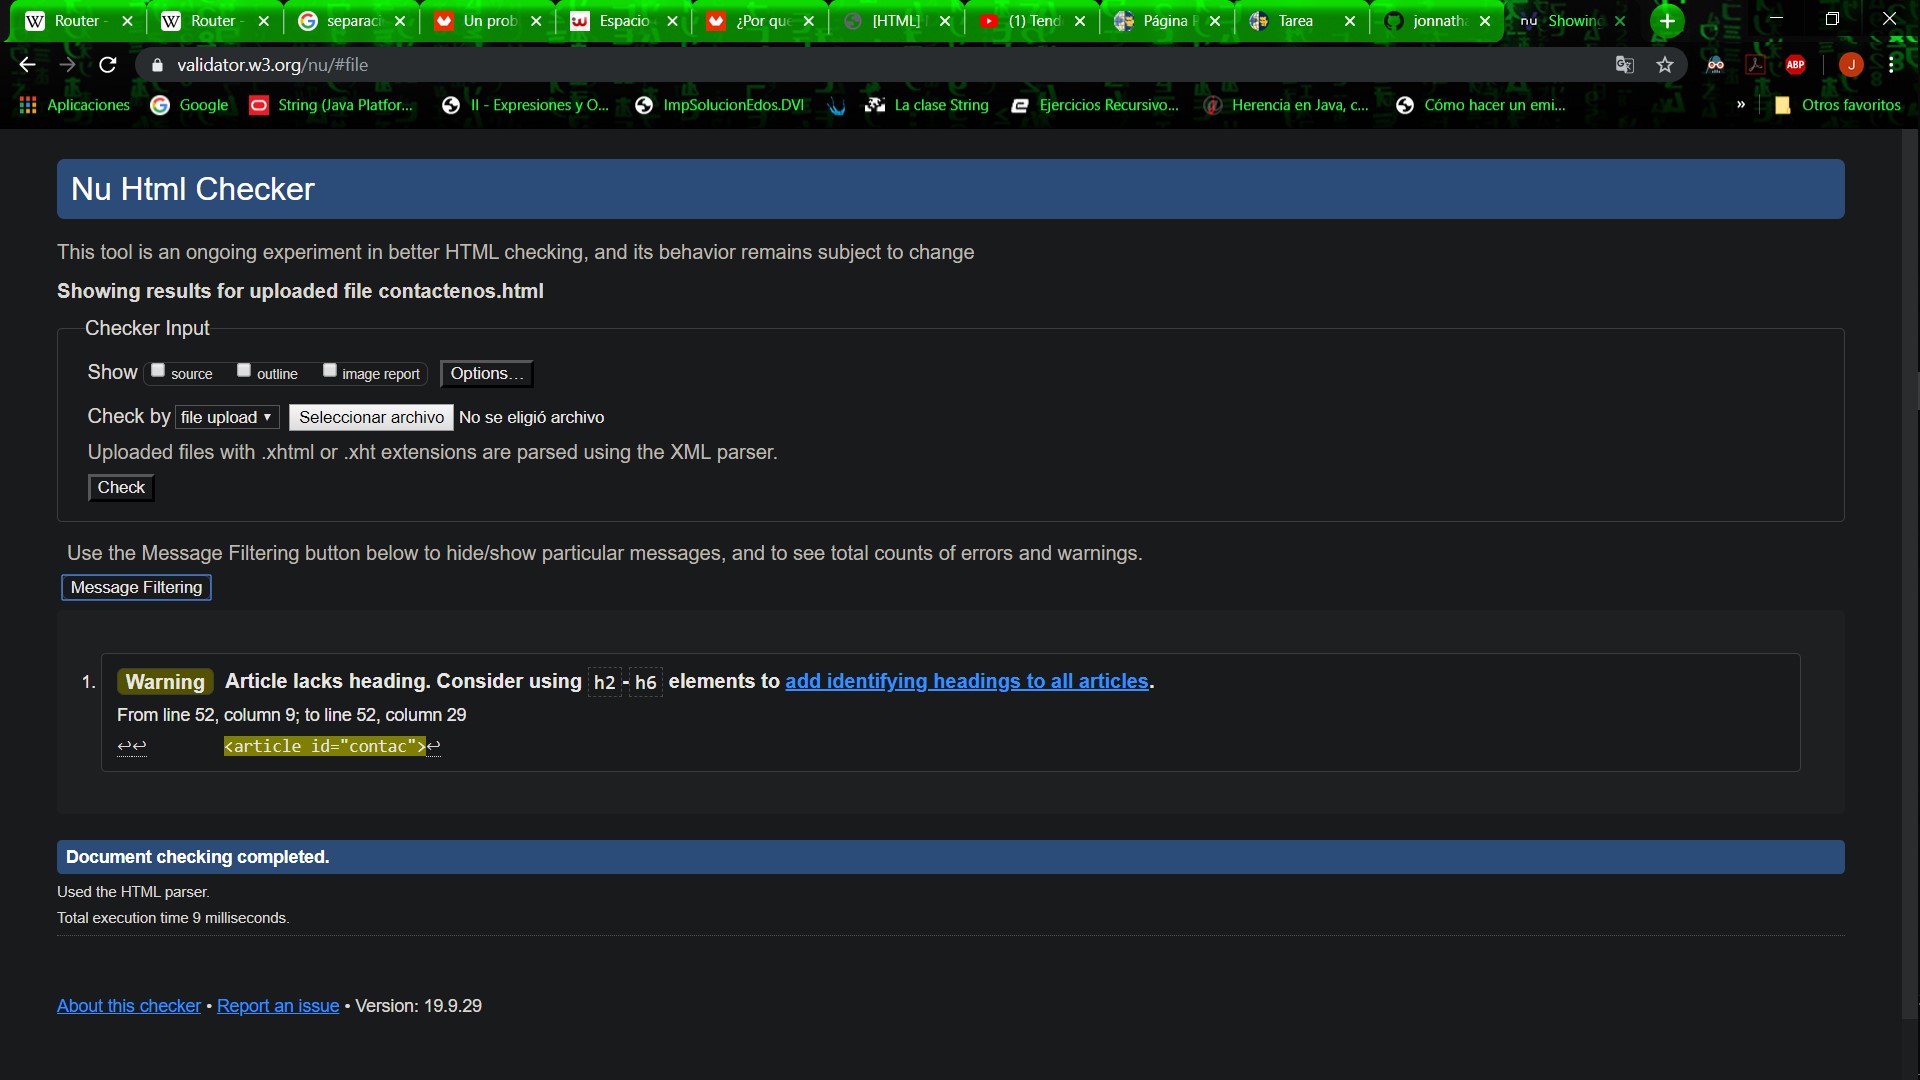 Router -
Router -
separaci
Un prob
Espacio
¿Por que
[HTML]
(1) Tend
Página
Tarea
jonnath
nu Showing
validator.w3.org/nu/#file
ABP
J
Aplicaciones
Google
String (Java Platfor...
II - Expresiones y O...
ImpSolucionEdos.DVI
La clase String
Ejercicios Recursivo...
Herencia en Java, c...
Cómo hacer un emi...
»
Otros favoritos
Nu Html Checker
This tool is an ongoing experiment in better HTML checking, and its behavior remains subject to change
Showing results for uploaded file contactenos.html
Checker Input
Show source outline image report Options...
Check by file upload Seleccionar archivo No se eligió archivo
Uploaded files with .xhtml or .xht extensions are parsed using the XML parser.
Check
Use the Message Filtering button below to hide/show particular messages, and to see total counts of errors and warnings.
Message Filtering
1. Warning Article lacks heading. Consider using h2-h6 elements to add identifying headings to all articles.
From line 52, column 9; to line 52, column 29
↩↩ <article id="contac">↩
Document checking completed.
Used the HTML parser.
Total execution time 9 milliseconds.
About this checker • Report an issue • Version: 19.9.29